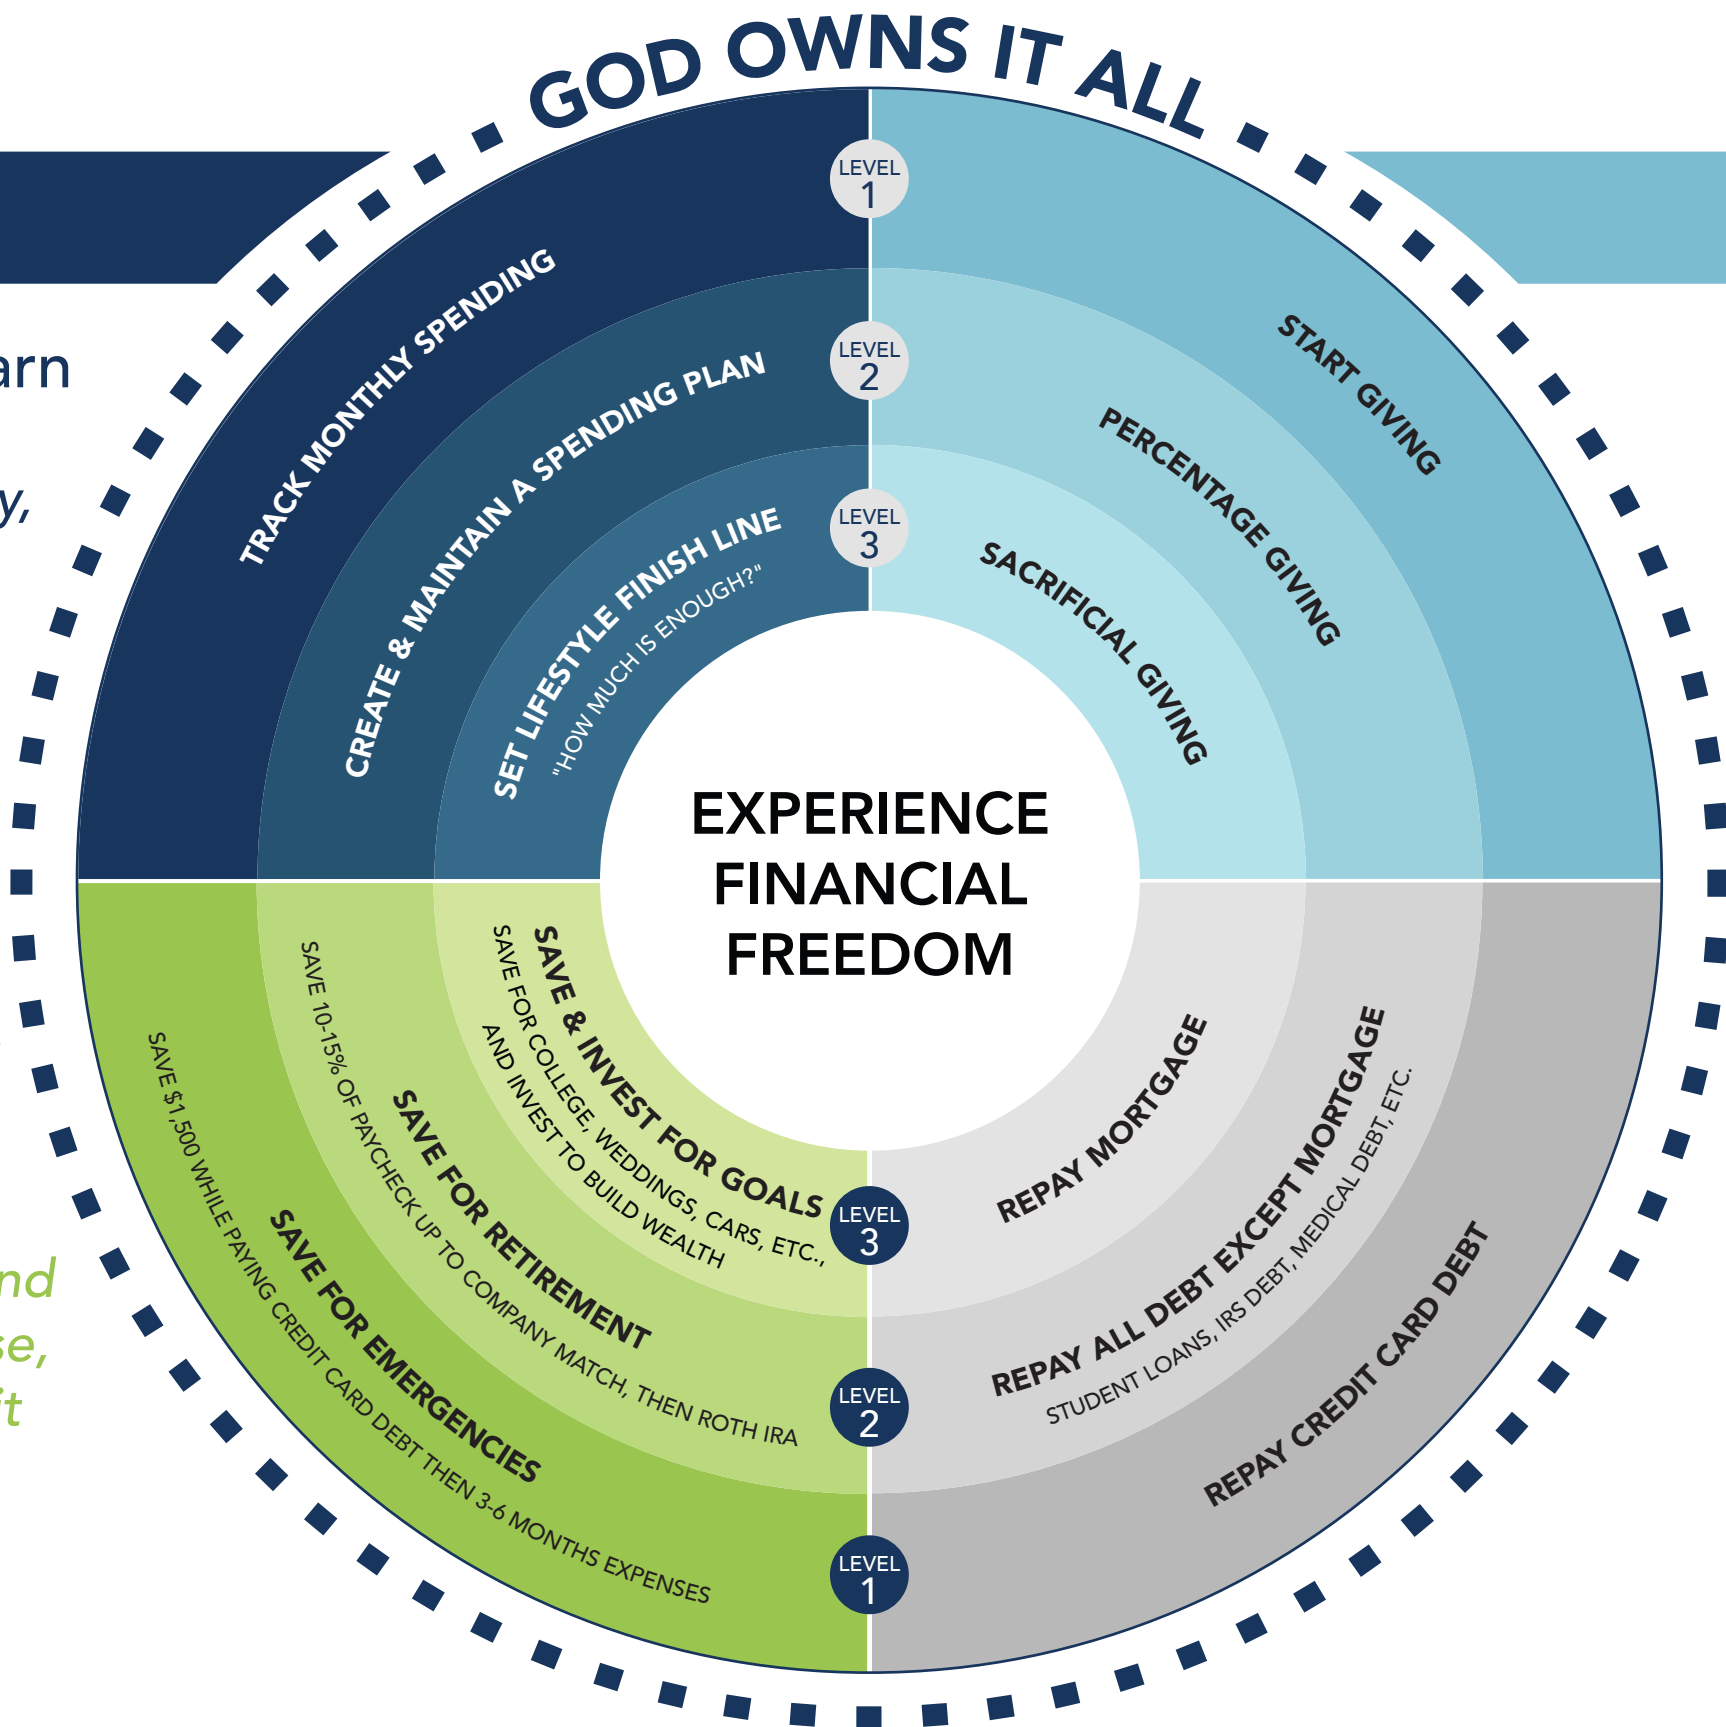 GOD OWNS IT ALL
LEVEL
1
TRACK MONTHLY SPENDING
START GIVING
LEVEL
2
CREATE & MAINTAIN A SPENDING PLAN
PERCENTAGE GIVING
LEVEL
3
SET LIFESTYLE FINISH LINE
"HOW MUCH IS ENOUGH?"
SACRIFICIAL GIVING
EXPERIENCE
FINANCIAL
FREEDOM
SAVE & INVEST FOR GOALS
SAVE FOR COLLEGE, WEDDINGS, CARS, ETC.,
AND INVEST TO BUILD WEALTH
REPAY MORTGAGE
LEVEL
3
SAVE FOR RETIREMENT
SAVE 10-15% OF PAYCHECK UP TO COMPANY MATCH, THEN ROTH IRA
REPAY ALL DEBT EXCEPT MORTGAGE
STUDENT LOANS, IRS DEBT, MEDICAL DEBT, ETC.
LEVEL
2
SAVE FOR EMERGENCIES
SAVE $1,500 WHILE PAYING CREDIT CARD DEBT THEN 3-6 MONTHS EXPENSES
REPAY CREDIT CARD DEBT
LEVEL
1
arn
y,
nd
se,
it